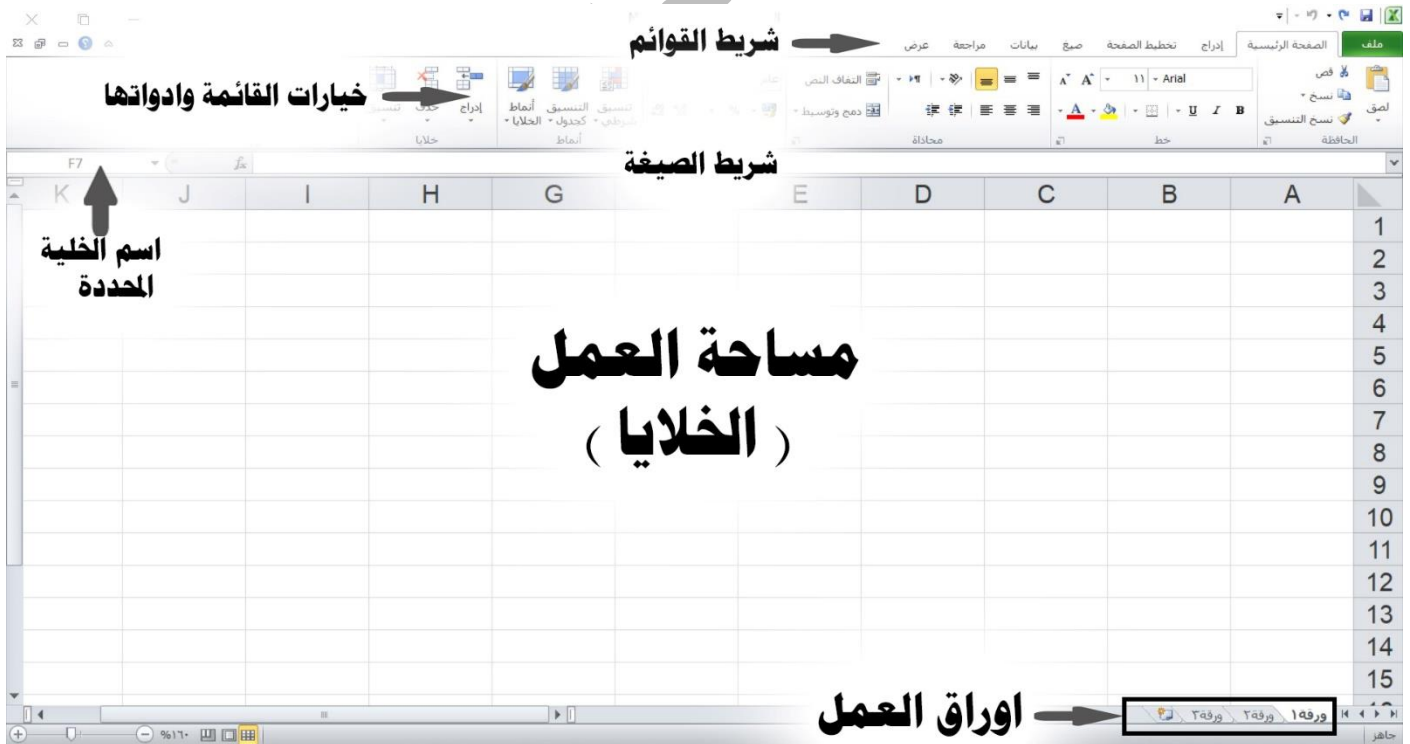 ملف
الصفحة الرئيسية
إدراج
تخطيط الصفحة
صيغ
بيانات
مراجعة
عرض
شريط القوائم
لصق
قص
نسخ
نسخ التنسيق
الحافظة
Arial
١١
B I U
خط
التفاف النص
دمج وتوسيط
محاذاة
التنسيق كجدول
أنماط الخلايا
أنماط
إدراج
حذف
خلايا
خيارات القائمة وادواتها
شريط الصيغة
F7
fx
A B C D E G H I J K
1
2
3
4
5
6
7
8
9
10
11
12
13
14
15
اسم الخلية
المحددة
مساحة العمل
( الخلايا )
اوراق العمل
ورقة١ ورقة٢ ورقة٣
جاهز
%١٦٠